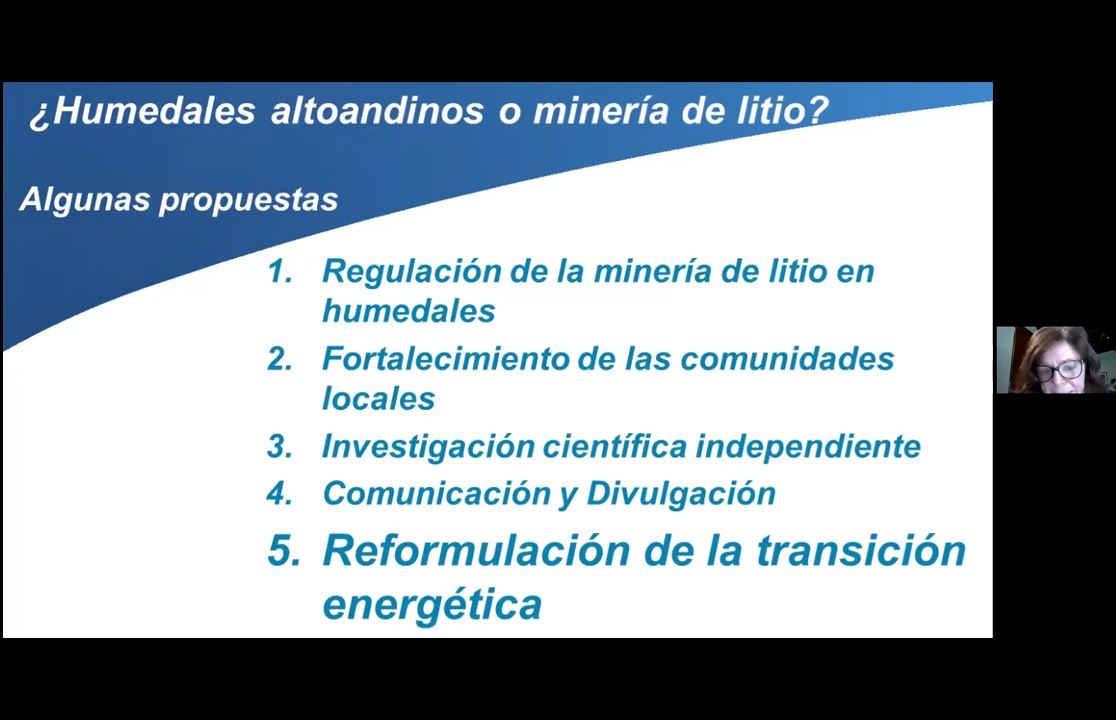 ¿Humedales altoandinos o minería de litio?
Algunas propuestas
1. Regulación de la minería de litio en
humedales
2. Fortalecimiento de las comunidades
locales
3. Investigación científica independiente
4. Comunicación y Divulgación
5. Reformulación de la transición
energética